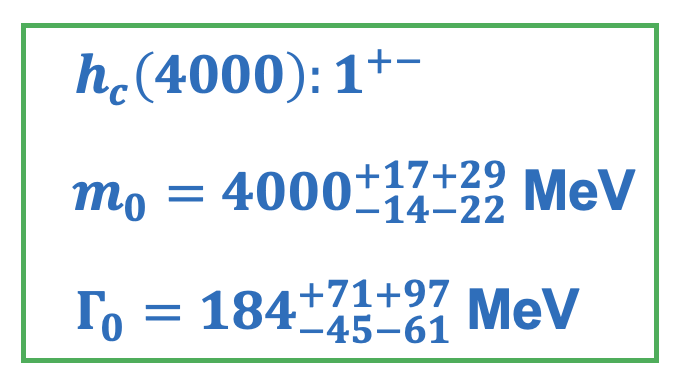 h_c(4000): 1^{+−}
m_0 = 4000^{+17+29}_{−14−22} MeV
Γ_0 = 184^{+71+97}_{−45−61} MeV